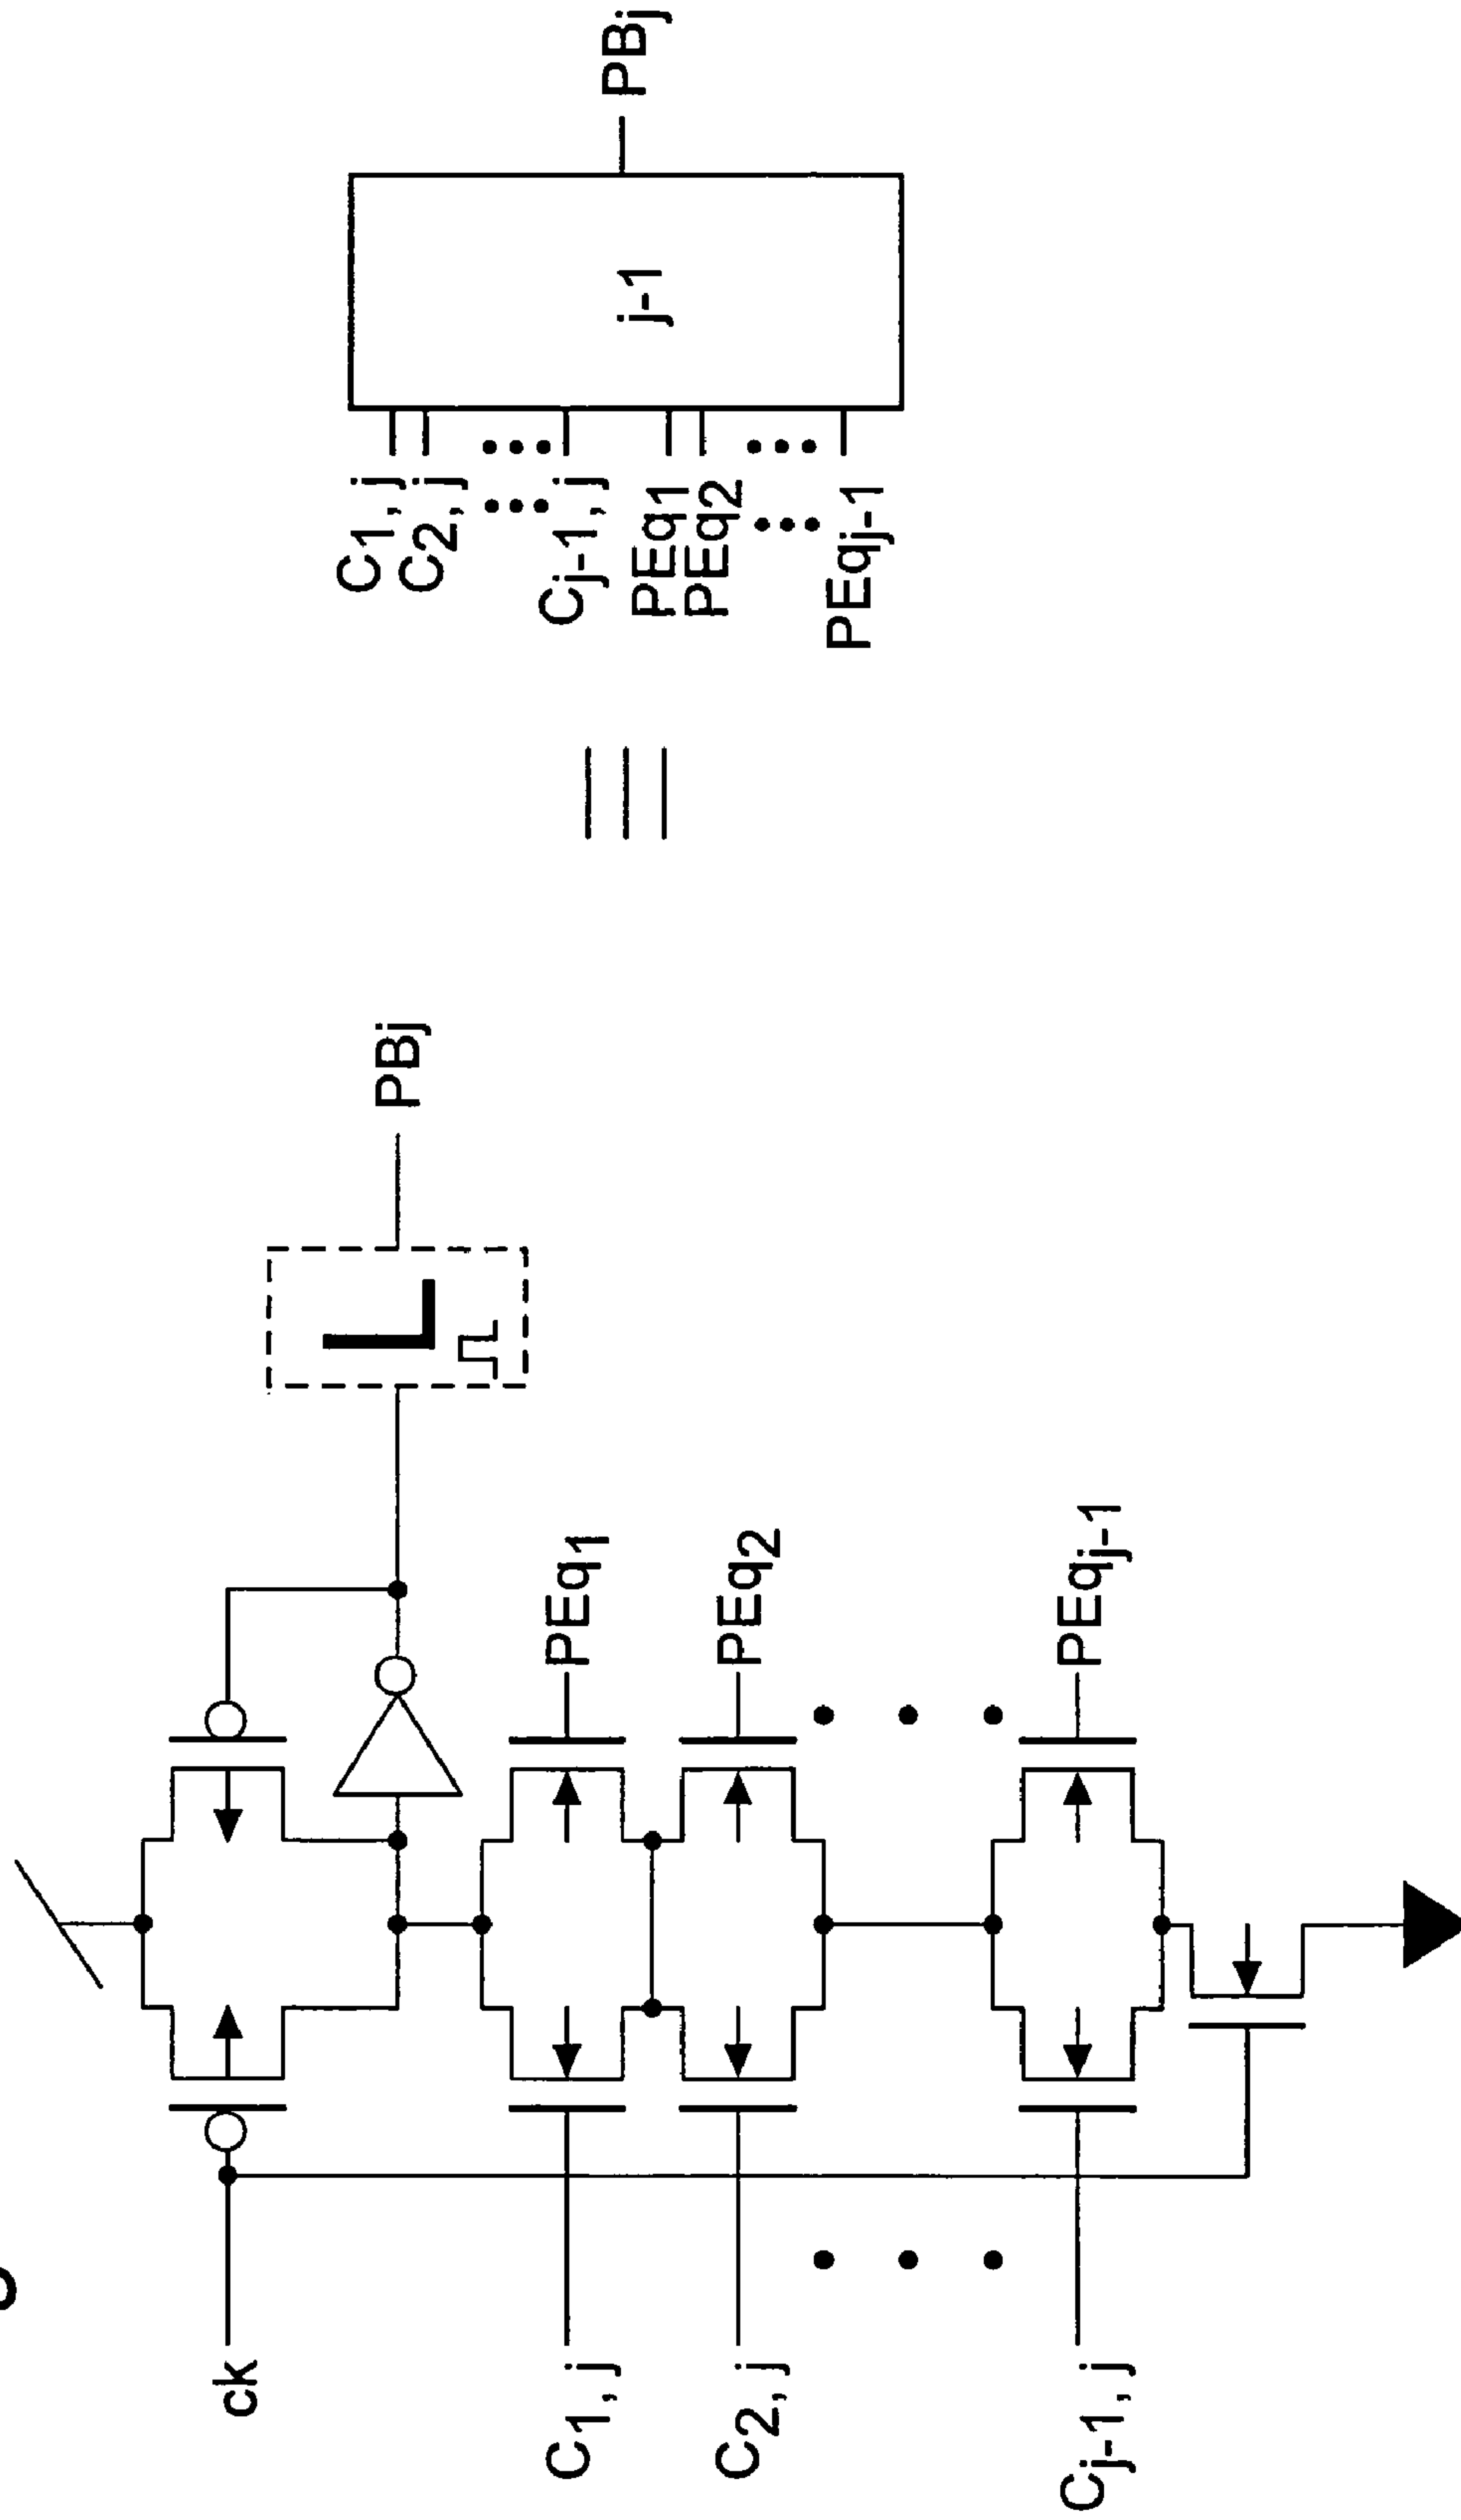 ck
C1, j
C2, j
Cj-1, j
PEq1
PEq2
PEqj-1
L
PBj
C1, j
C2, j
Cj-1, j
PEq1
PEq2
PEqj-1
j-1
PBj